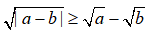 √|a−b| ≥ √a − √b